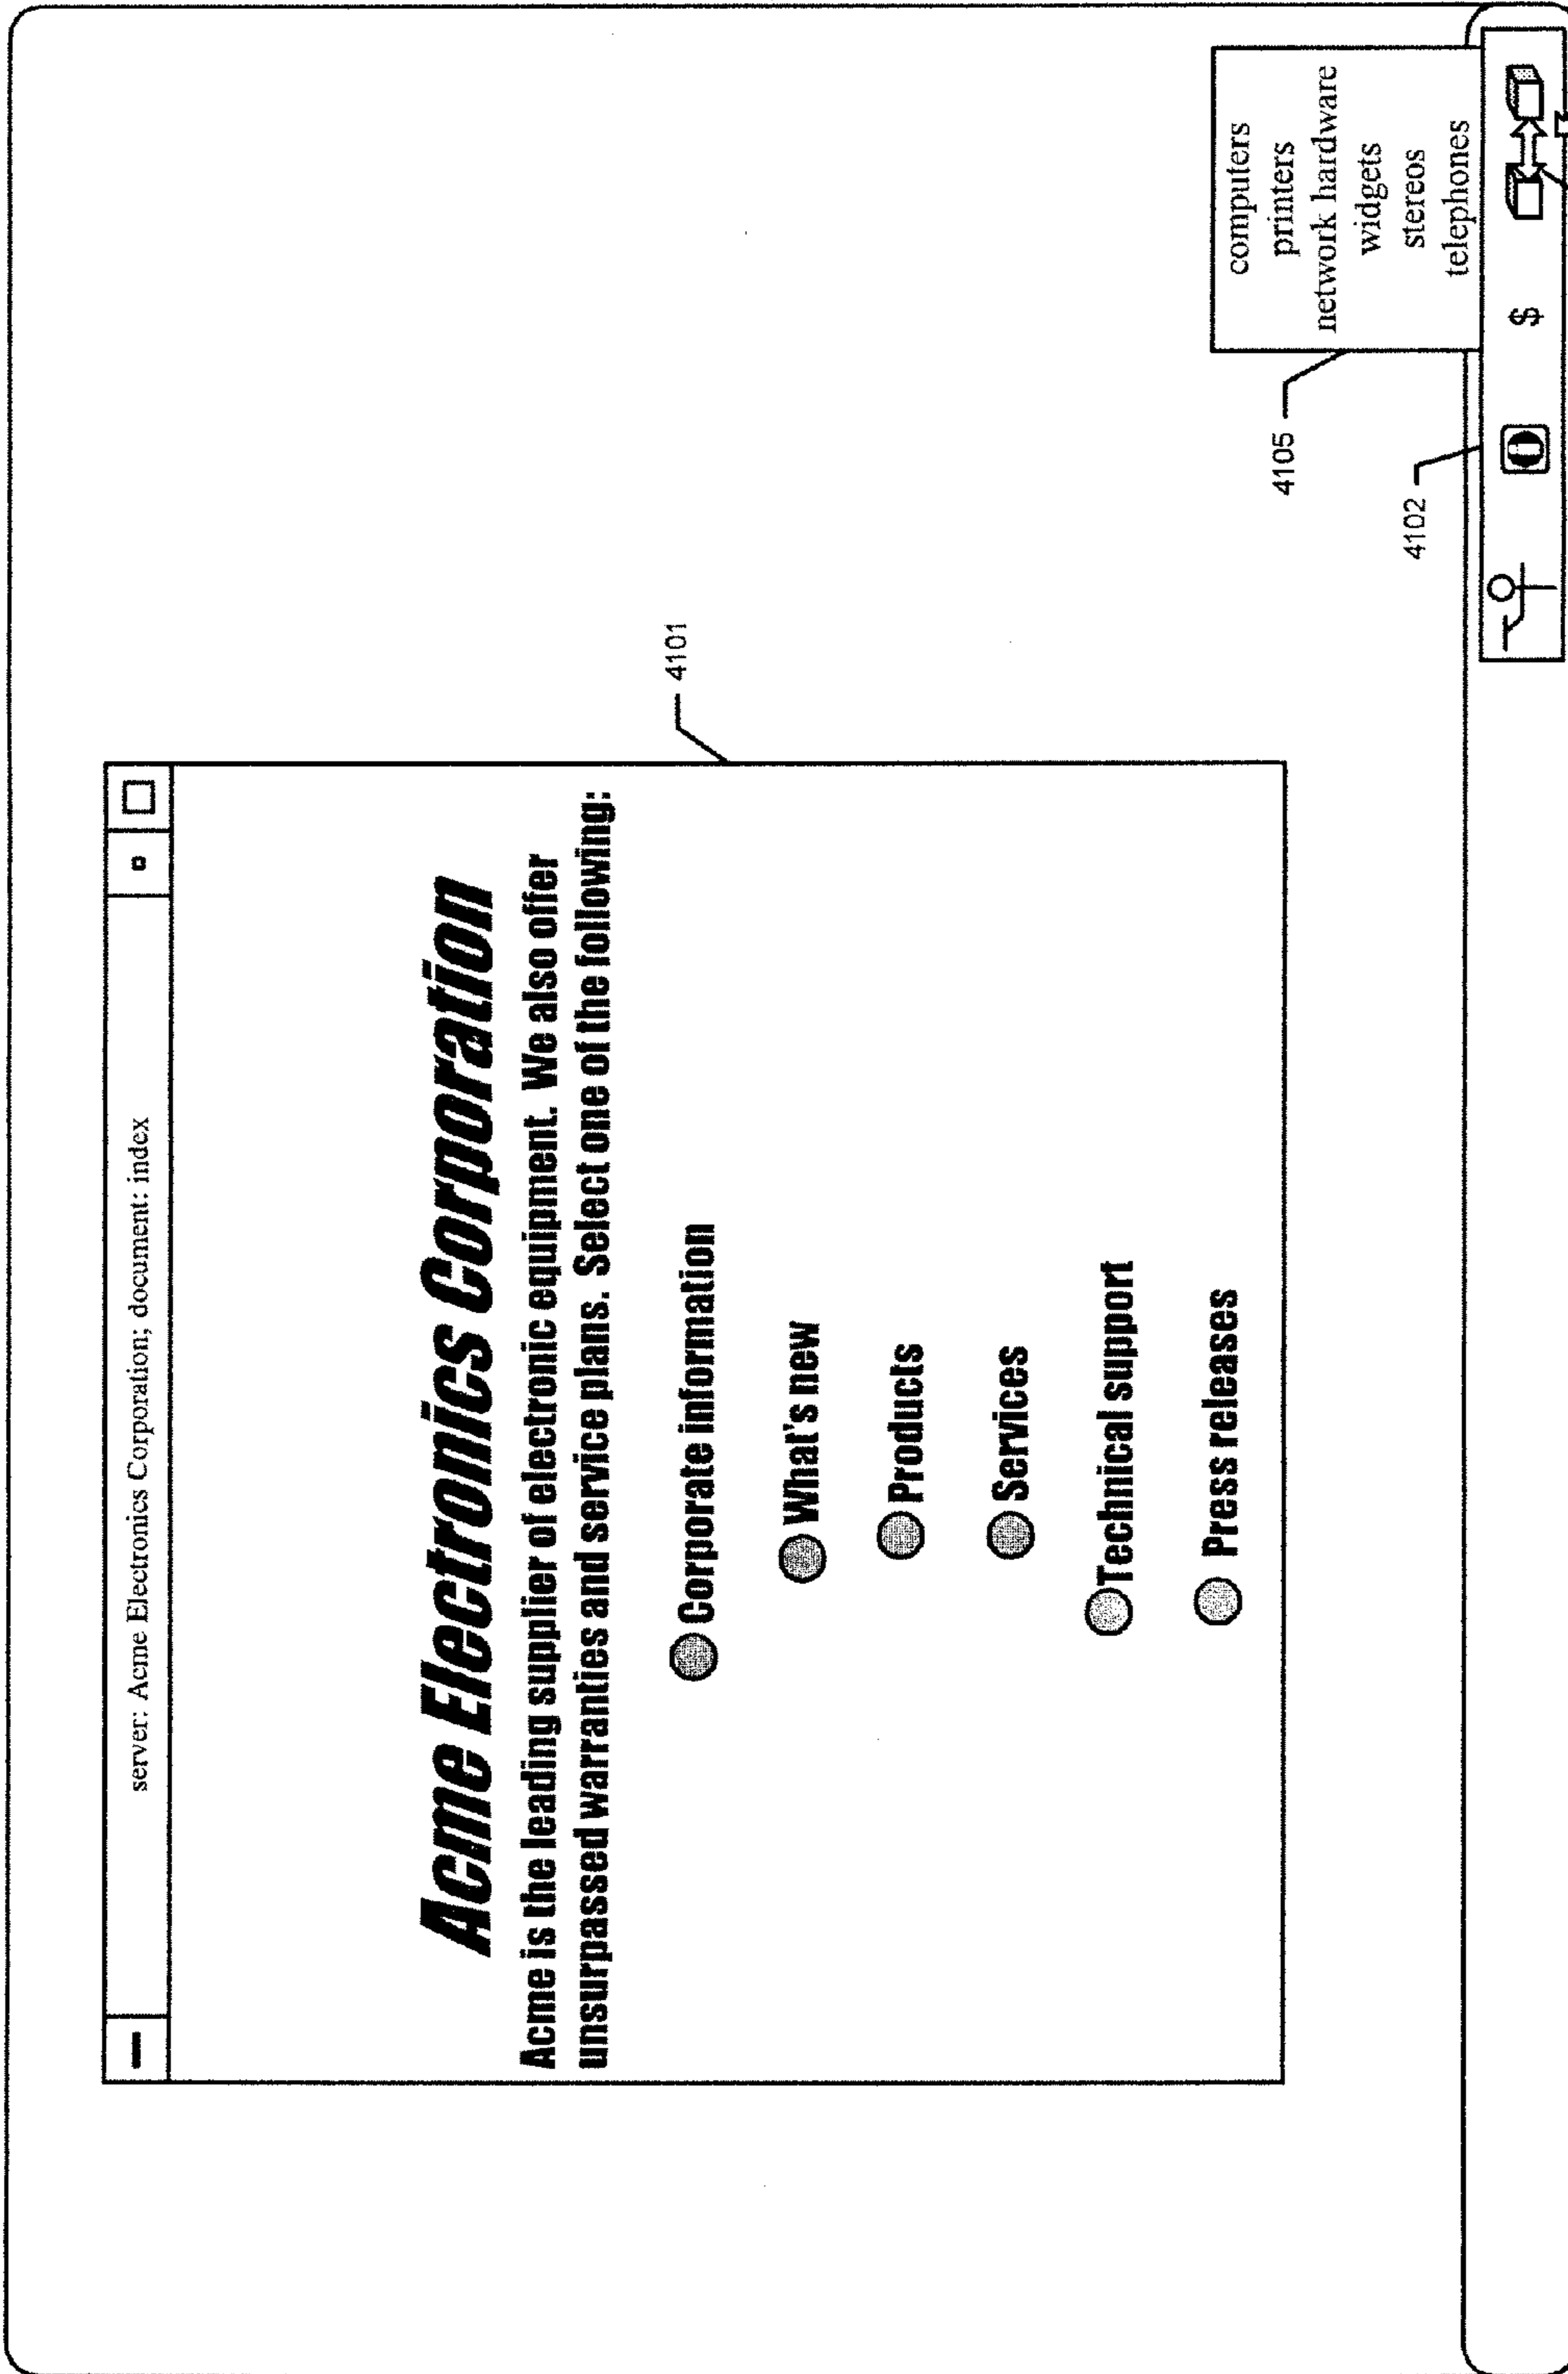 server: Acme Electronics Corporation; document: index
Acme Electronics Corporation
Acme is the leading supplier of electronic equipment. We also offer
unsurpassed warranties and service plans. Select one of the following:
Corporate information
What's new
Products
Services
Technical support
Press releases
4101
computers
printers
network hardware
widgets
stereos
telephones
4105
4102
$